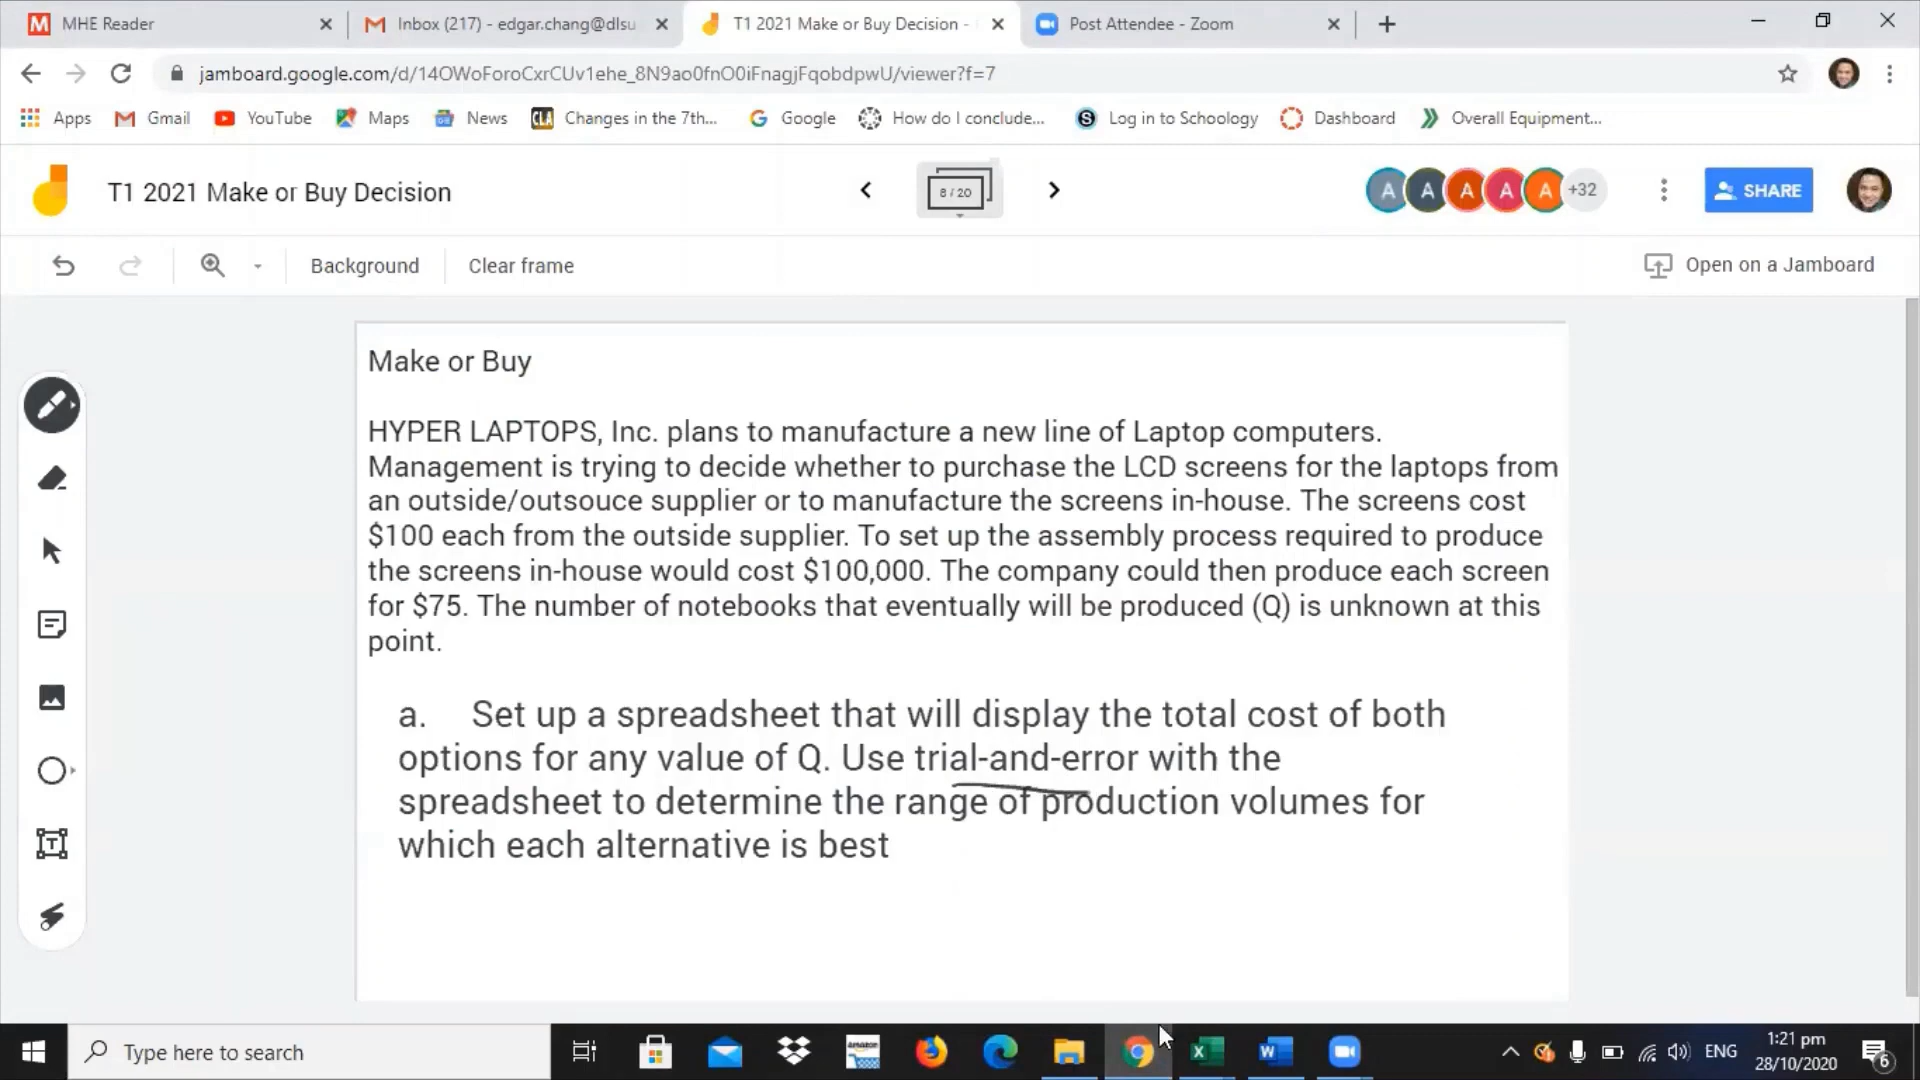 MHE Reader
Inbox (217) - edgar.chang@dlsu
T1 2021 Make or Buy Decision -
Post Attendee - Zoom
jamboard.google.com/d/14OWoForoCxrCUv1ehe_8N9ao0fnO0iFnagjFqobdpwU/viewer?f=7
Apps Gmail YouTube Maps News CLA Changes in the 7th... Google How do I conclude... Log in to Schoology Dashboard Overall Equipment...
T1 2021 Make or Buy Decision
8 / 20
A A A A A +32
SHARE
Background
Clear frame
Open on a Jamboard
Make or Buy
HYPER LAPTOPS, Inc. plans to manufacture a new line of Laptop computers.
Management is trying to decide whether to purchase the LCD screens for the laptops from
an outside/outsouce supplier or to manufacture the screens in-house. The screens cost
$100 each from the outside supplier. To set up the assembly process required to produce
the screens in-house would cost $100,000. The company could then produce each screen
for $75. The number of notebooks that eventually will be produced (Q) is unknown at this
point.
a. Set up a spreadsheet that will display the total cost of both
options for any value of Q. Use trial-and-error with the
spreadsheet to determine the range of production volumes for
which each alternative is best
Type here to search
amazon
ENG
1:21 pm
28/10/2020
6